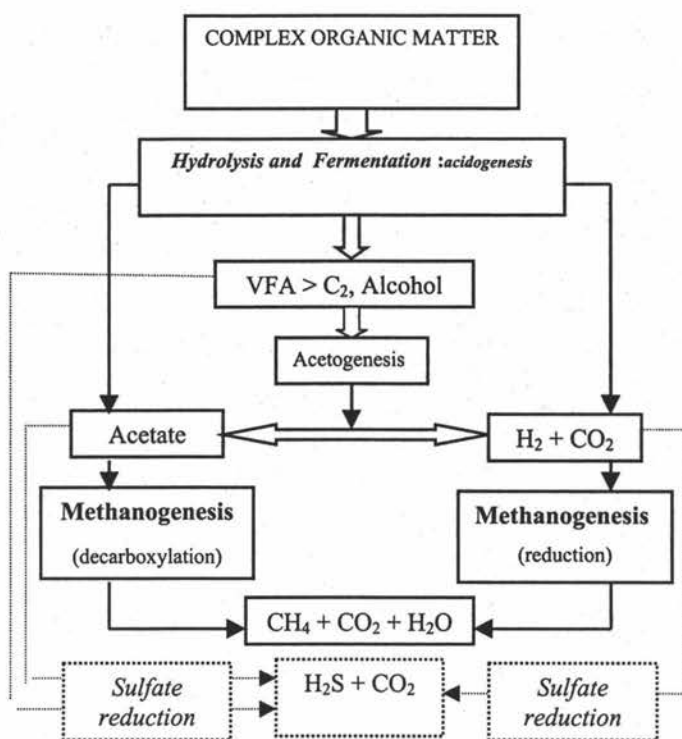 COMPLEX ORGANIC MATTER
Hydrolysis and Fermentation :acidogenesis
VFA > C₂, Alcohol
Acetogenesis
Acetate
H₂ + CO₂
Methanogenesis
(decarboxylation)
Methanogenesis
(reduction)
CH₄ + CO₂ + H₂O
Sulfate
reduction
H₂S + CO₂
Sulfate
reduction